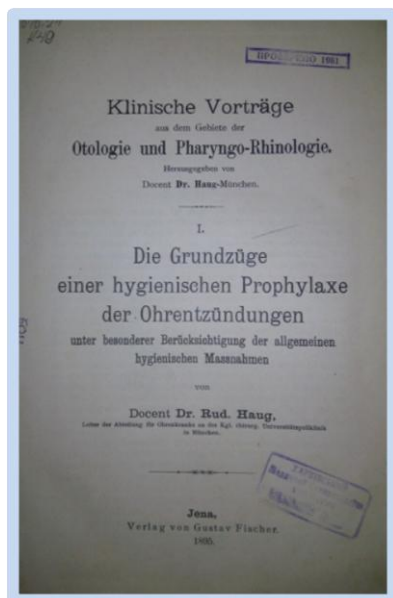 Klinische Vorträge
aus dem Gebiete der
Otologie und Pharyngo-Rhinologie.
Herausgegeben von
Docent Dr. Haug-München.
I.
Die Grundzüge
einer hygienischen Prophylaxe
der Ohrentzündungen
unter besonderer Berücksichtigung der allgemeinen
hygienischen Massnahmen
von
Docent Dr. Rud. Haug,
Leiter der Abteilung für Ohrenkranke an der Kgl. chirurg. Universitätspoliklinik
in München.
Jena,
Verlag von Gustav Fischer.
1895.